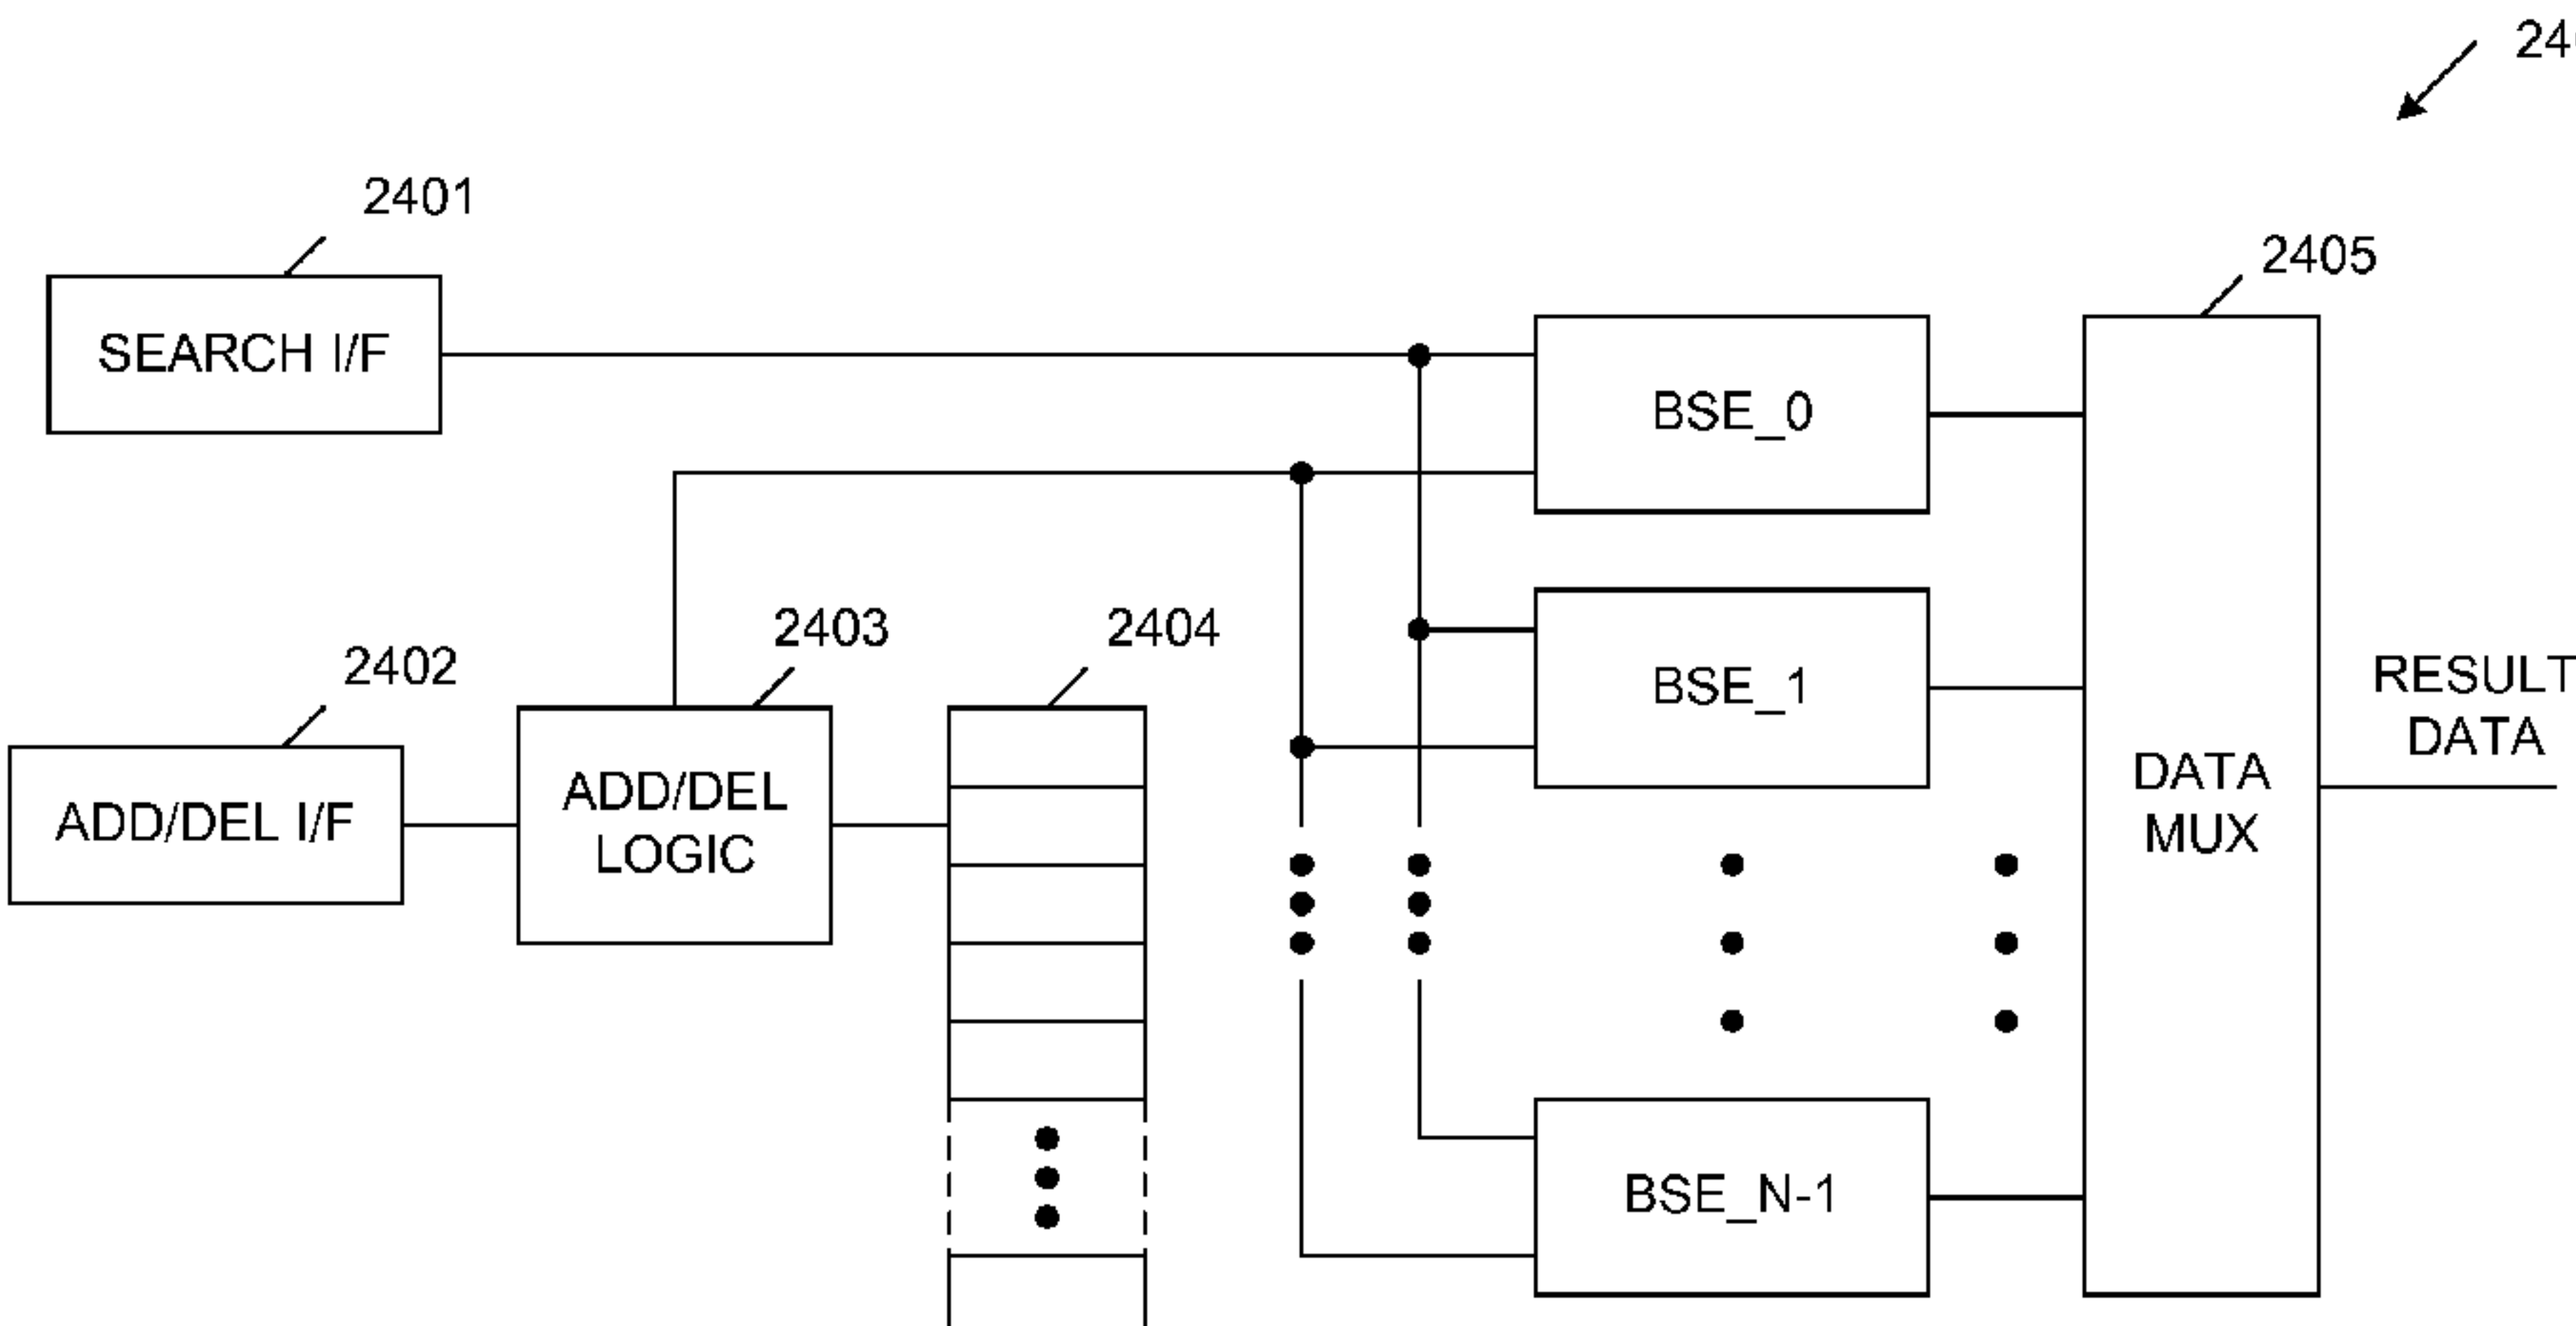 2401
SEARCH I/F
2405
BSE_0
2403
2404
2402
BSE_1
RESULT
DATA
ADD/DEL I/F
ADD/DEL
LOGIC
DATA
MUX
BSE_N-1